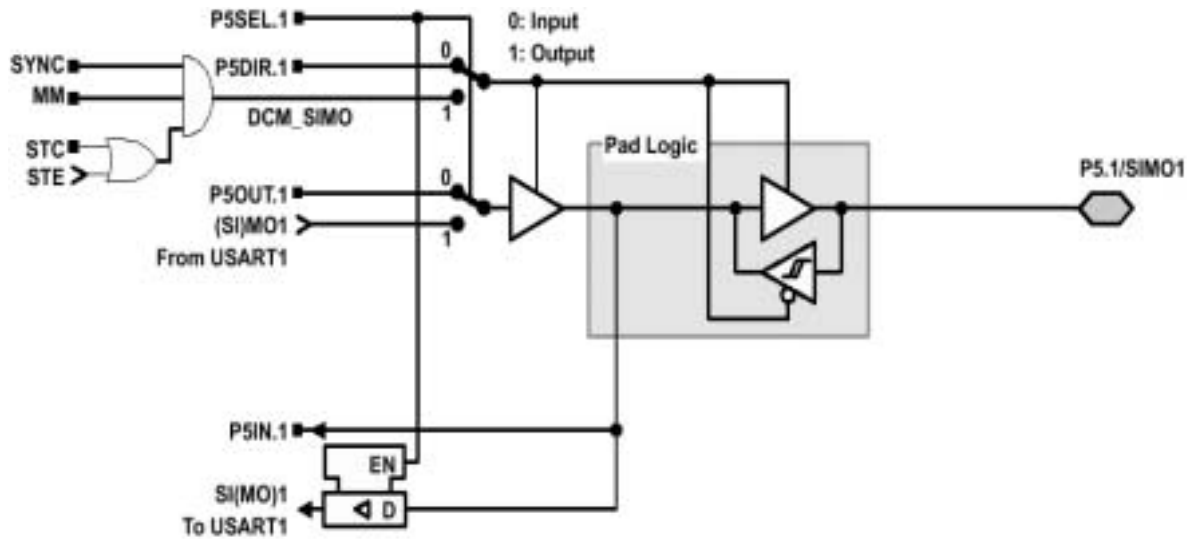 P5SEL.1
0: Input
1: Output
SYNC
P5DIR.1
0
MM
DCM_SIMO
1
STC
STE
Pad Logic
P5.1/SIMO1
P5OUT.1
0
(SI)MO1
1
From USART1
P5IN.1
EN
SI(MO)1
D
To USART1